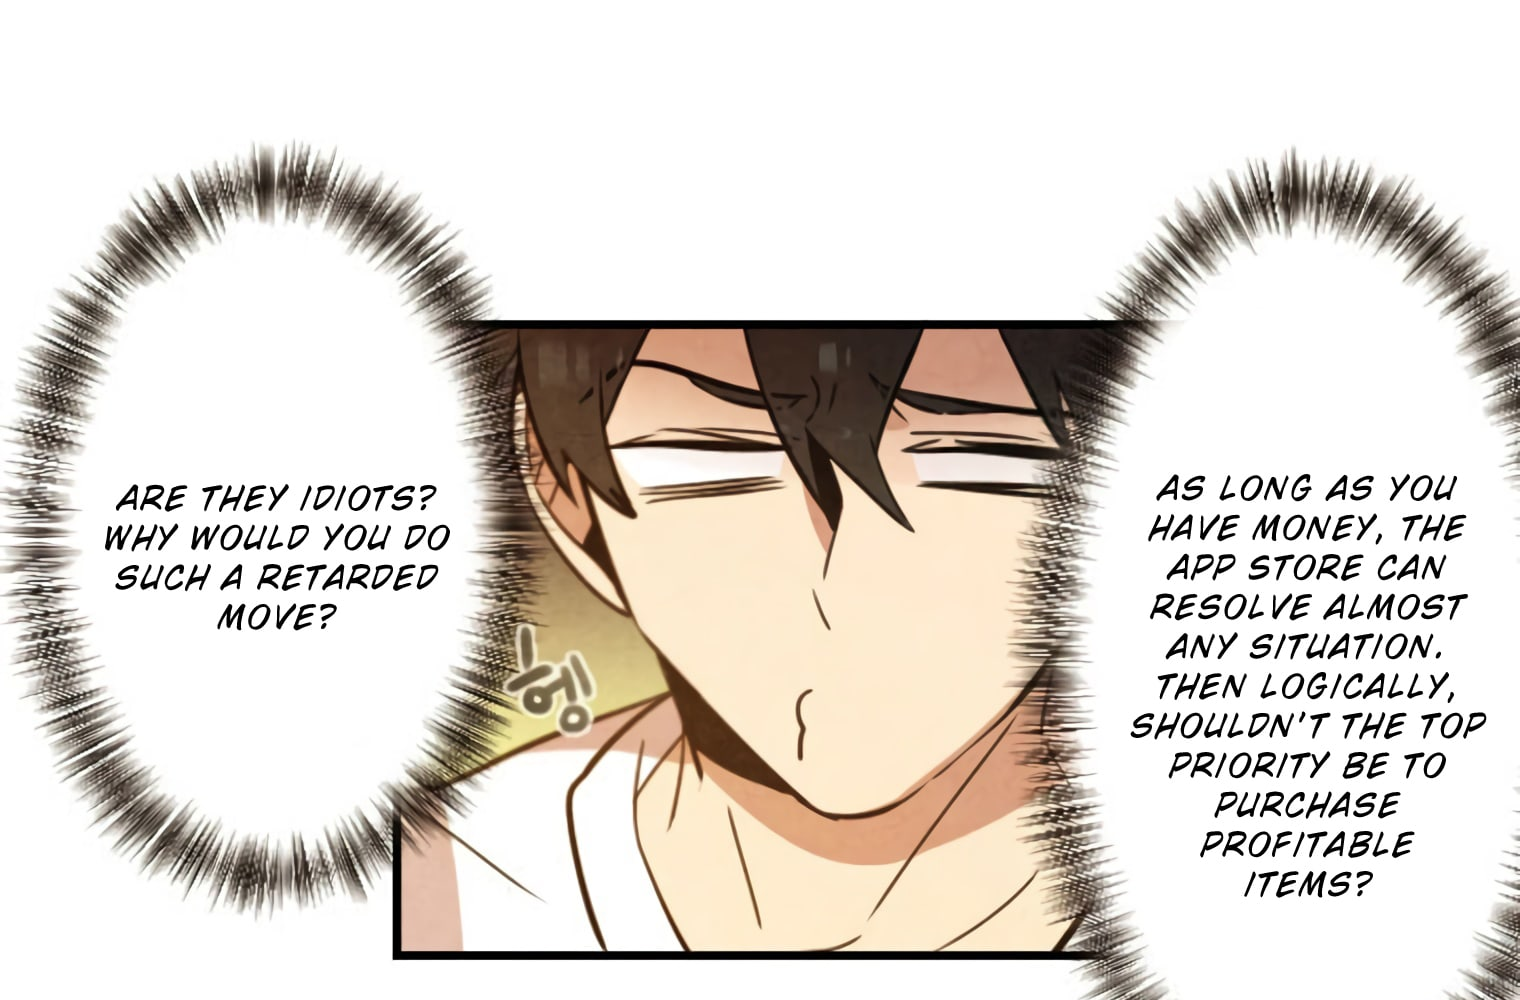 ARE THEY IDIOTS?
WHY WOULD YOU DO
SUCH A RETARDED
MOVE?
헹
AS LONG AS YOU
HAVE MONEY, THE
APP STORE CAN
RESOLVE ALMOST
ANY SITUATION.
THEN LOGICALLY,
SHOULDN'T THE TOP
PRIORITY BE TO
PURCHASE
PROFITABLE
ITEMS?